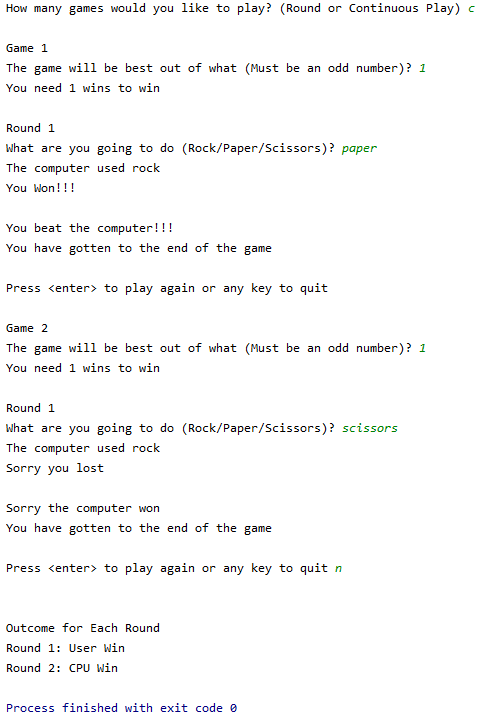 How many games would you like to play? (Round or Continuous Play) c
Game 1
The game will be best out of what (Must be an odd number)? 1
You need 1 wins to win
Round 1
What are you going to do (Rock/Paper/Scissors)? paper
The computer used rock
You Won!!!
You beat the computer!!!
You have gotten to the end of the game
Press <enter> to play again or any key to quit
Game 2
The game will be best out of what (Must be an odd number)? 1
You need 1 wins to win
Round 1
What are you going to do (Rock/Paper/Scissors)? scissors
The computer used rock
Sorry you lost
Sorry the computer won
You have gotten to the end of the game
Press <enter> to play again or any key to quit n
Outcome for Each Round
Round 1: User Win
Round 2: CPU Win
Process finished with exit code 0